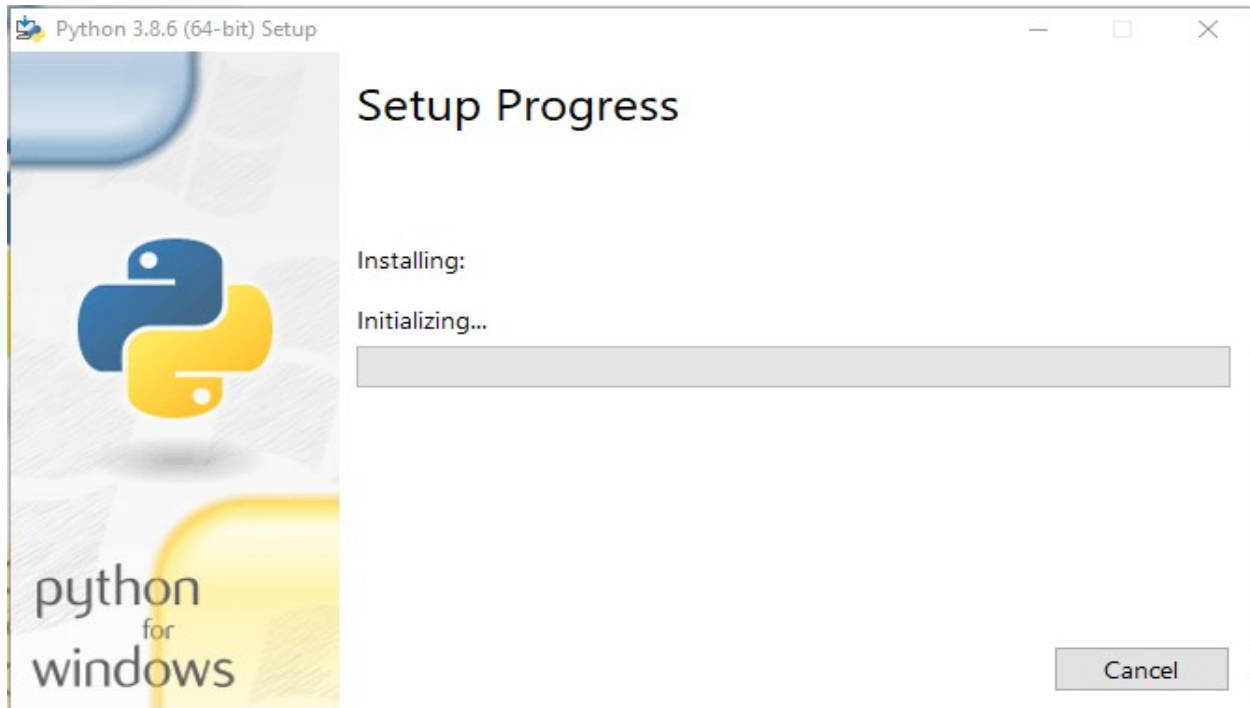 Python 3.8.6 (64-bit) Setup
Setup Progress
Installing:
Initializing...
python
for
windows
Cancel